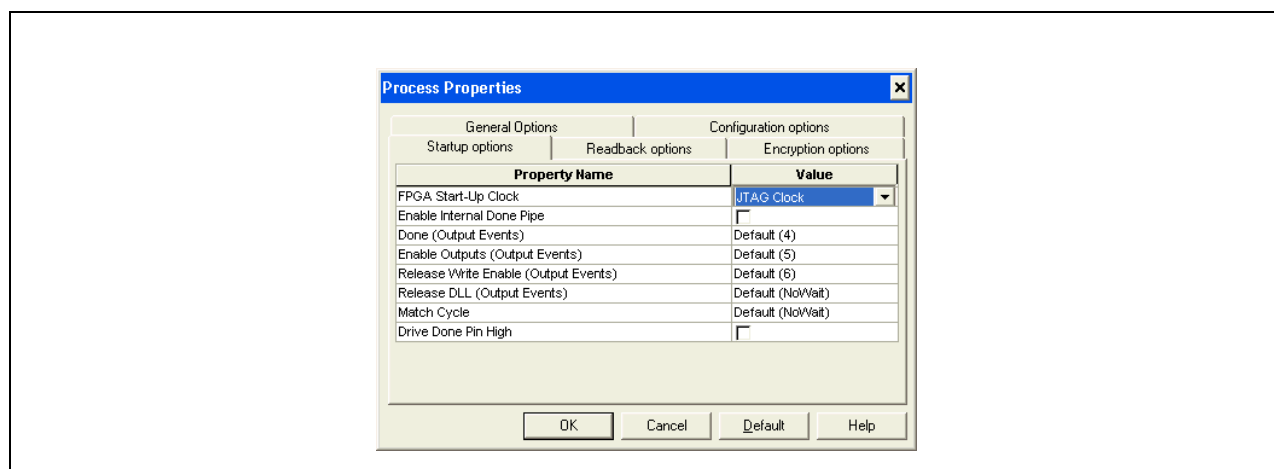 Process Properties
General Options Configuration options
Startup options Readback options Encryption options
Property Name Value
FPGA Start-Up Clock JTAG Clock
Enable Internal Done Pipe
Done (Output Events) Default (4)
Enable Outputs (Output Events) Default (5)
Release Write Enable (Output Events) Default (6)
Release DLL (Output Events) Default (NoWait)
Match Cycle Default (NoWait)
Drive Done Pin High
OK Cancel Default Help